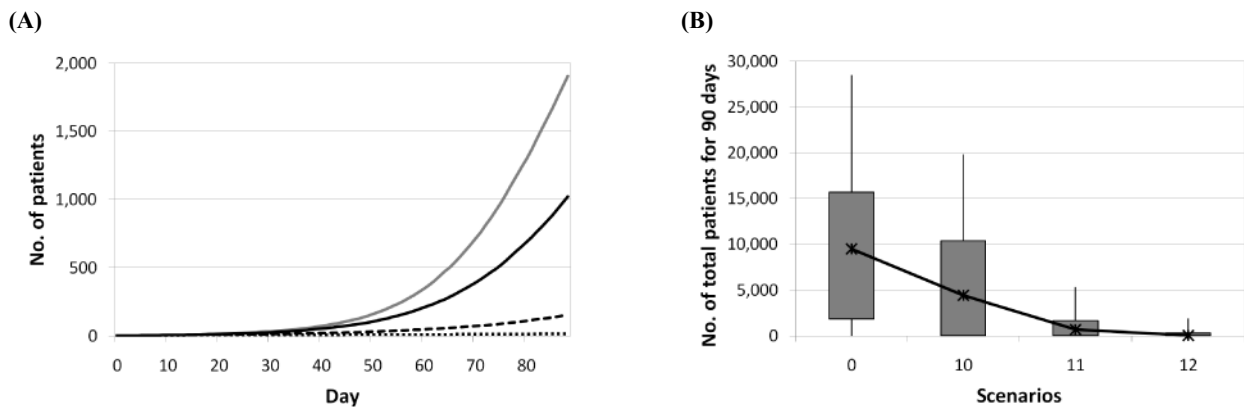 (A)
No. of patients
2,000
1,500
1,000
500
0
0 10 20 30 40 50 60 70 80
Day
(B)
No. of total patients for 90 days
30,000
25,000
20,000
15,000
10,000
5,000
0
0 10 11 12
Scenarios